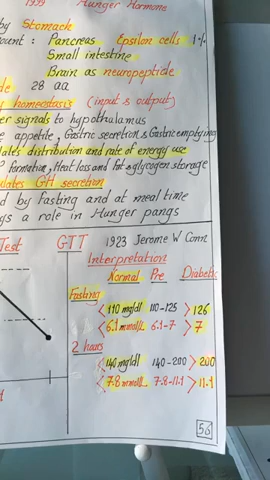 1999 Hunger Hormone
by Stomach
ount : Pancreas Epsilon cells 1%
Small intestine
Brain as neuropeptide
de 28 aa
homeostasis (input & output)
er signals to hypothalamus
e appetite, Gastric secretion & Gastric emptying
lates distribution and rate of energy use
formation, Heat loss and Fat & glycogen storage
ulates GH secretion
d by fasting and at meal time
gs a role in Hunger pangs
Test GTT 1923 Jerome W Conn
Interpretation
Normal Pre Diabetic
Fasting
< 110 mg/dl 110-125 > 126
< 6.1 mmol/L 6.1-7 > 7
2 hours
< 140 mg/dl 140-200 > 200
< 7.8 mmol/L 7.8-11.1 > 11.1
56